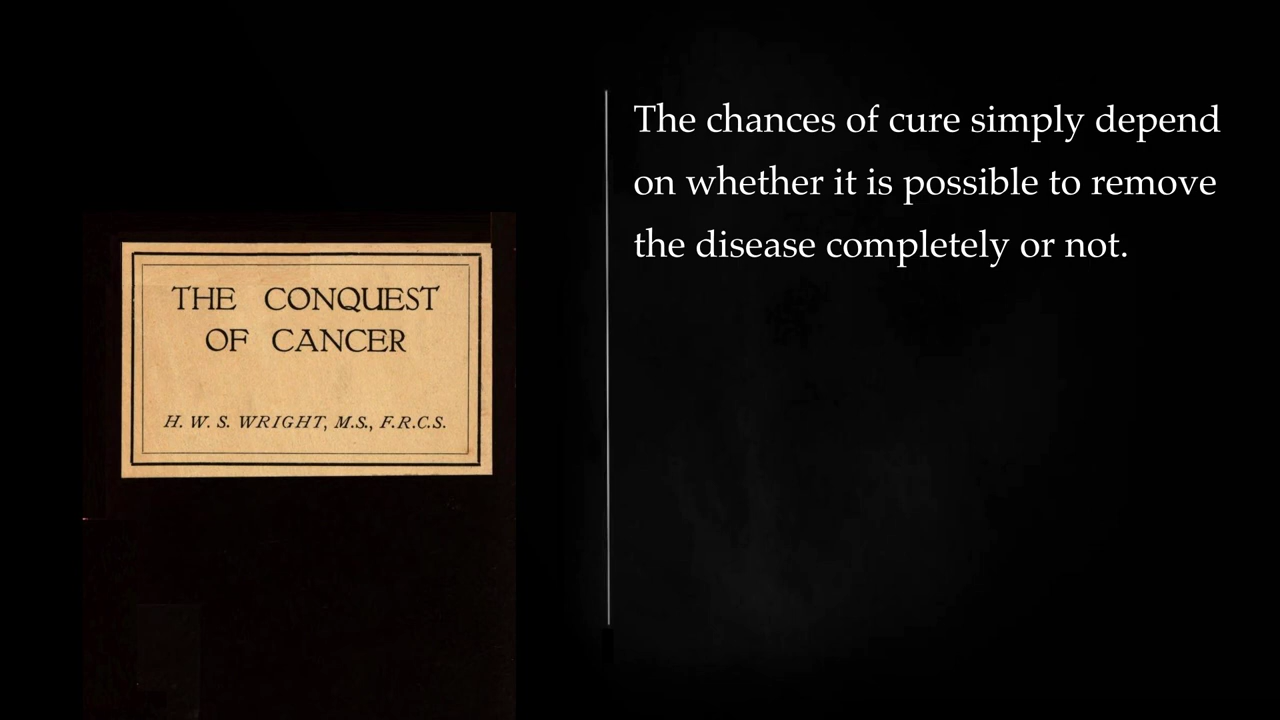 THE CONQUEST
OF CANCER
H. W. S. WRIGHT, M.S., F.R.C.S.
The chances of cure simply depend
on whether it is possible to remove
the disease completely or not.